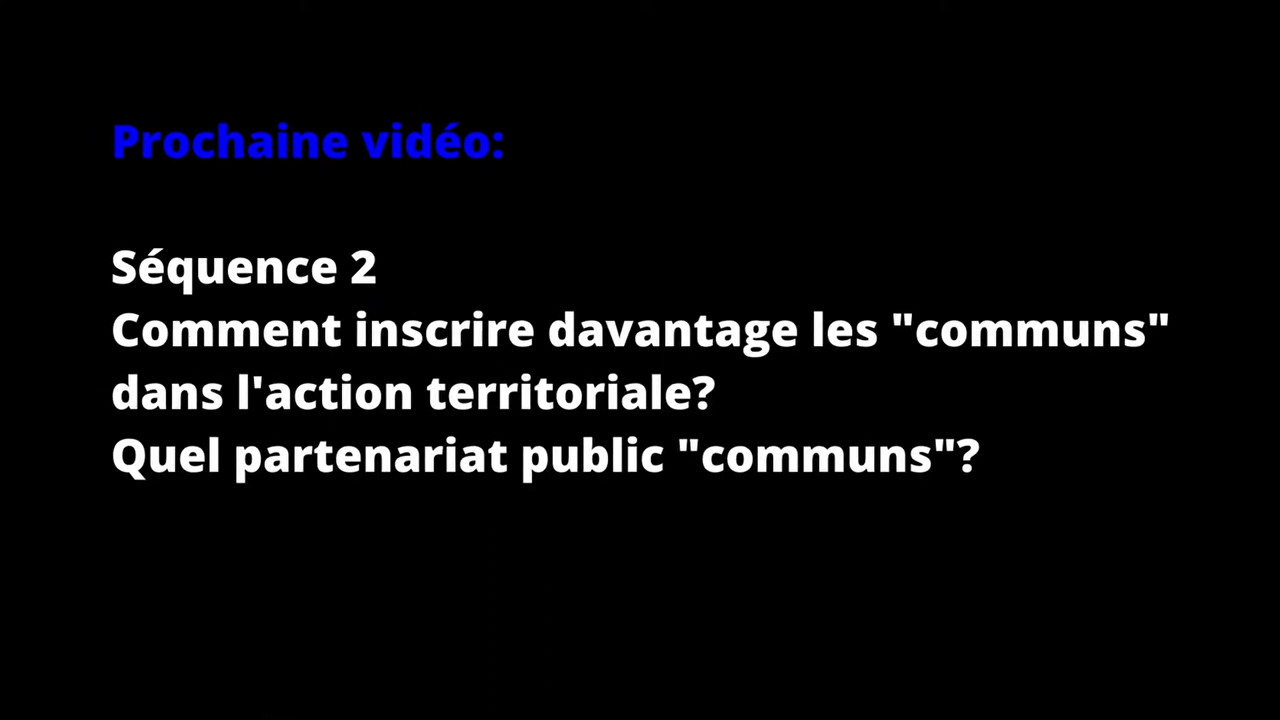 Prochaine vidéo:
Séquence 2
Comment inscrire davantage les "communs"
dans l'action territoriale?
Quel partenariat public "communs"?